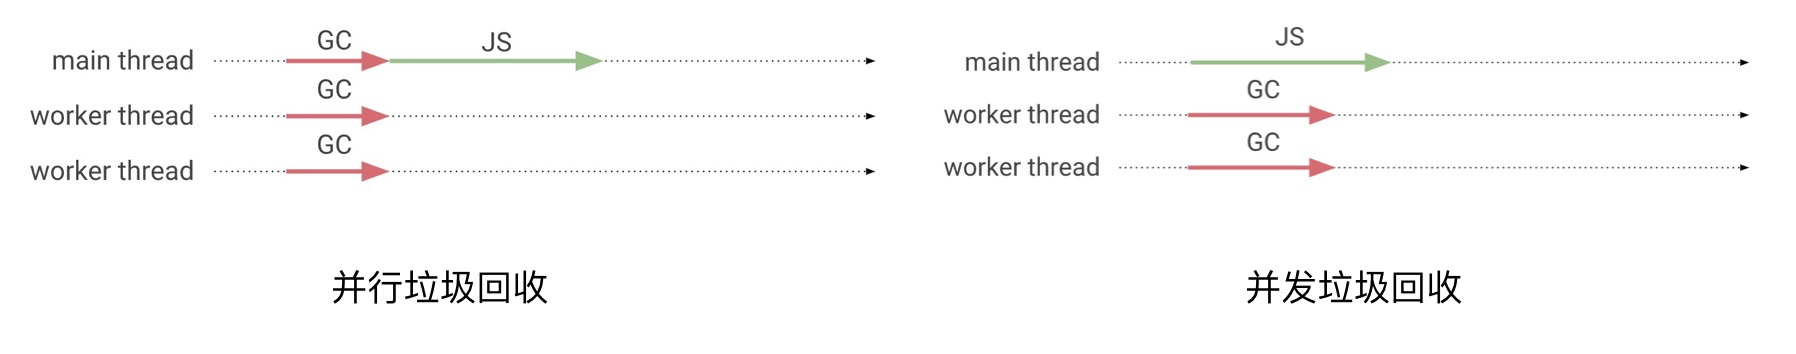 GC
JS
main thread
GC
worker thread
GC
worker thread
并行垃圾回收
JS
main thread
GC
worker thread
GC
worker thread
并发垃圾回收